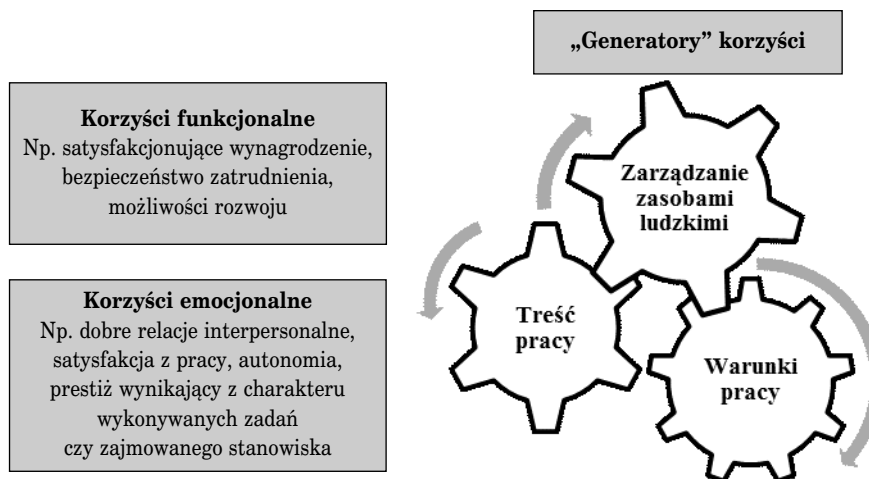 „Generatory” korzyści
Korzyści funkcjonalne
Np. satysfakcjonujące wynagrodzenie,
bezpieczeństwo zatrudnienia,
możliwości rozwoju
Korzyści emocjonalne
Np. dobre relacje interpersonalne,
satysfakcja z pracy, autonomia,
prestiż wynikający z charakteru
wykonywanych zadań
czy zajmowanego stanowiska
Zarządzanie
zasobami
ludzkimi
Treść
pracy
Warunki
pracy